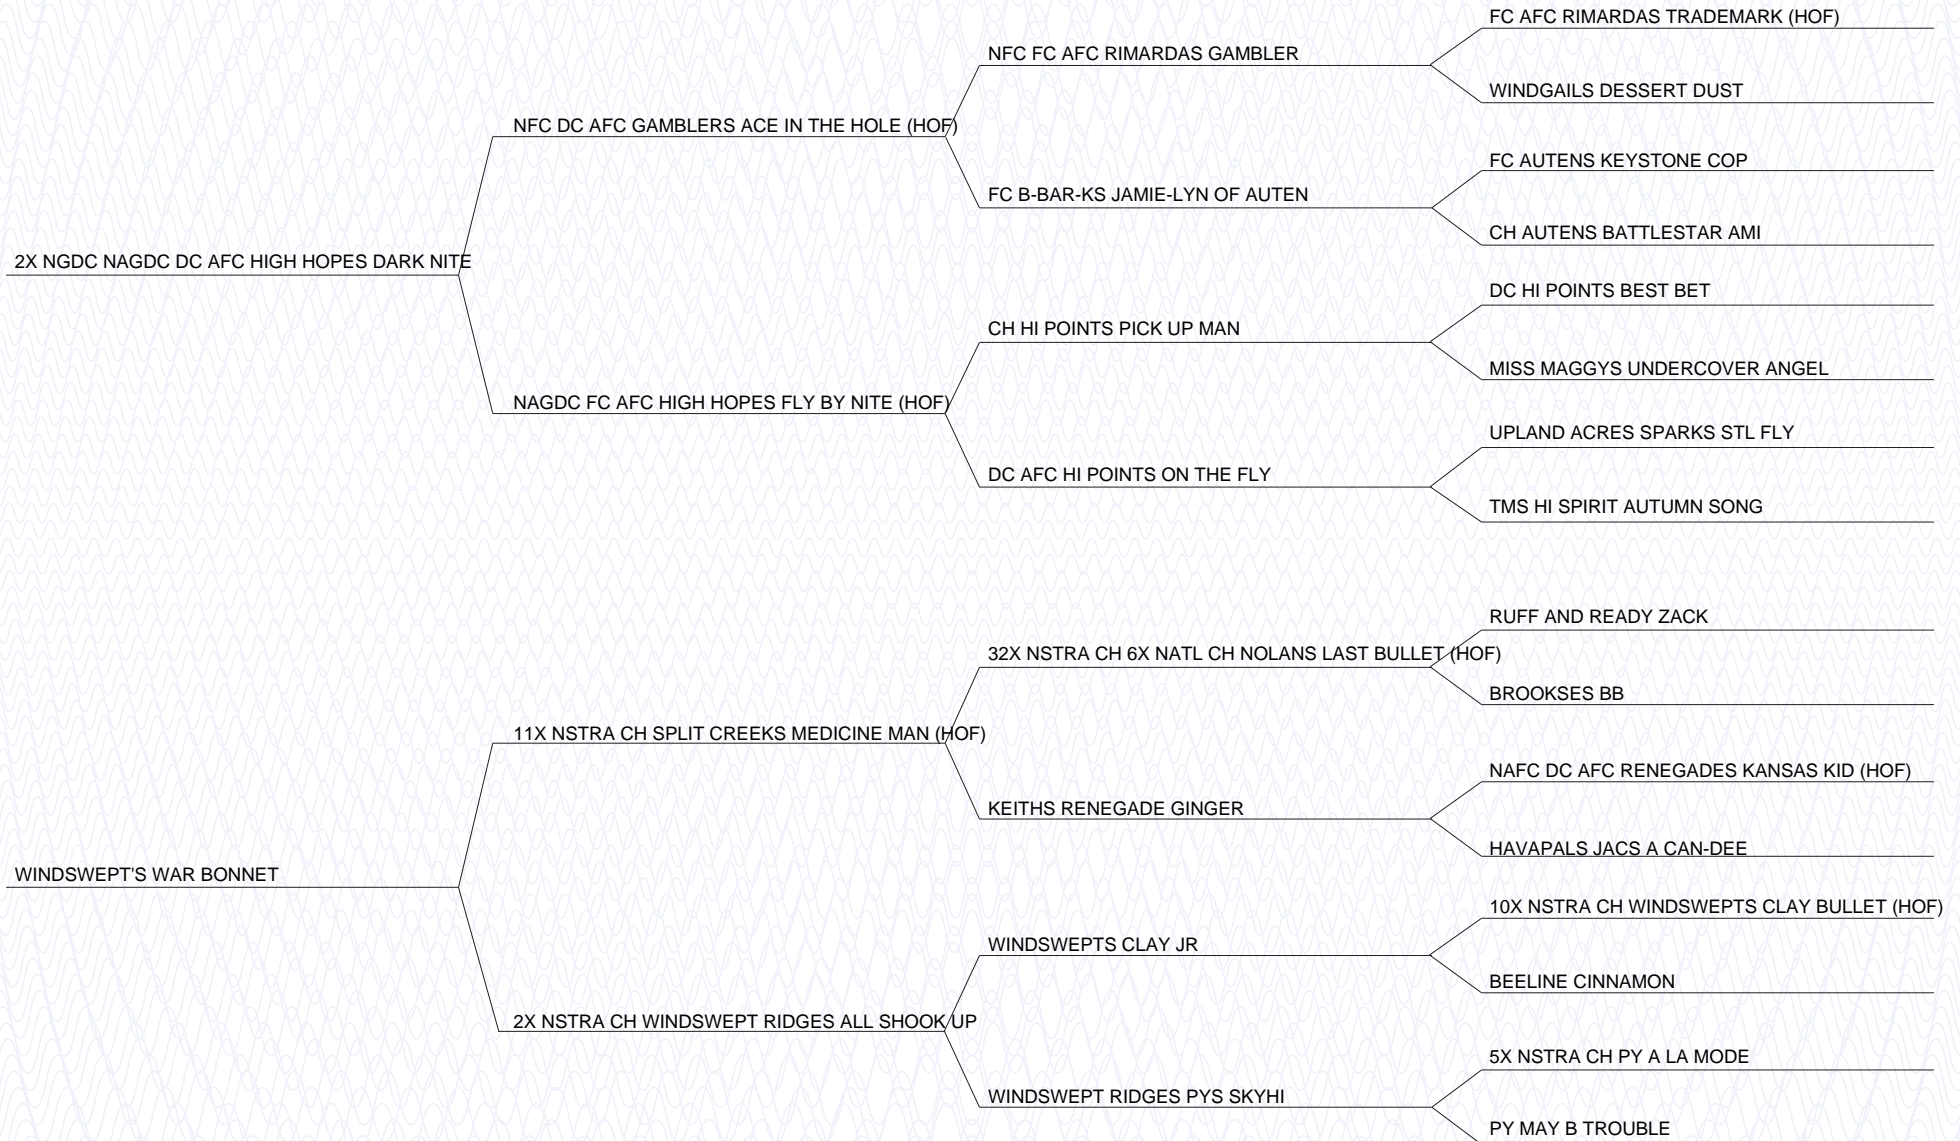 FC AFC RIMARDAS TRADEMARK (HOF)
NFC FC AFC RIMARDAS GAMBLER
WINDGAILS DESSERT DUST
NFC DC AFC GAMBLERS ACE IN THE HOLE (HOF)
FC AUTENS KEYSTONE COP
FC B-BAR-KS JAMIE-LYN OF AUTEN
CH AUTENS BATTLESTAR AMI
2X NGDC NAGDC DC AFC HIGH HOPES DARK NITE
DC HI POINTS BEST BET
CH HI POINTS PICK UP MAN
MISS MAGGYS UNDERCOVER ANGEL
NAGDC FC AFC HIGH HOPES FLY BY NITE (HOF)
UPLAND ACRES SPARKS STL FLY
DC AFC HI POINTS ON THE FLY
TMS HI SPIRIT AUTUMN SONG
RUFF AND READY ZACK
32X NSTRA CH 6X NATL CH NOLANS LAST BULLET (HOF)
BROOKSES BB
11X NSTRA CH SPLIT CREEKS MEDICINE MAN (HOF)
NAFC DC AFC RENEGADES KANSAS KID (HOF)
KEITHS RENEGADE GINGER
HAVAPALS JACS A CAN-DEE
WINDSWEPT'S WAR BONNET
10X NSTRA CH WINDSWEPTS CLAY BULLET (HOF)
WINDSWEPTS CLAY JR
BEELINE CINNAMON
2X NSTRA CH WINDSWEPT RIDGES ALL SHOOK UP
5X NSTRA CH PY A LA MODE
WINDSWEPT RIDGES PYS SKYHI
PY MAY B TROUBLE